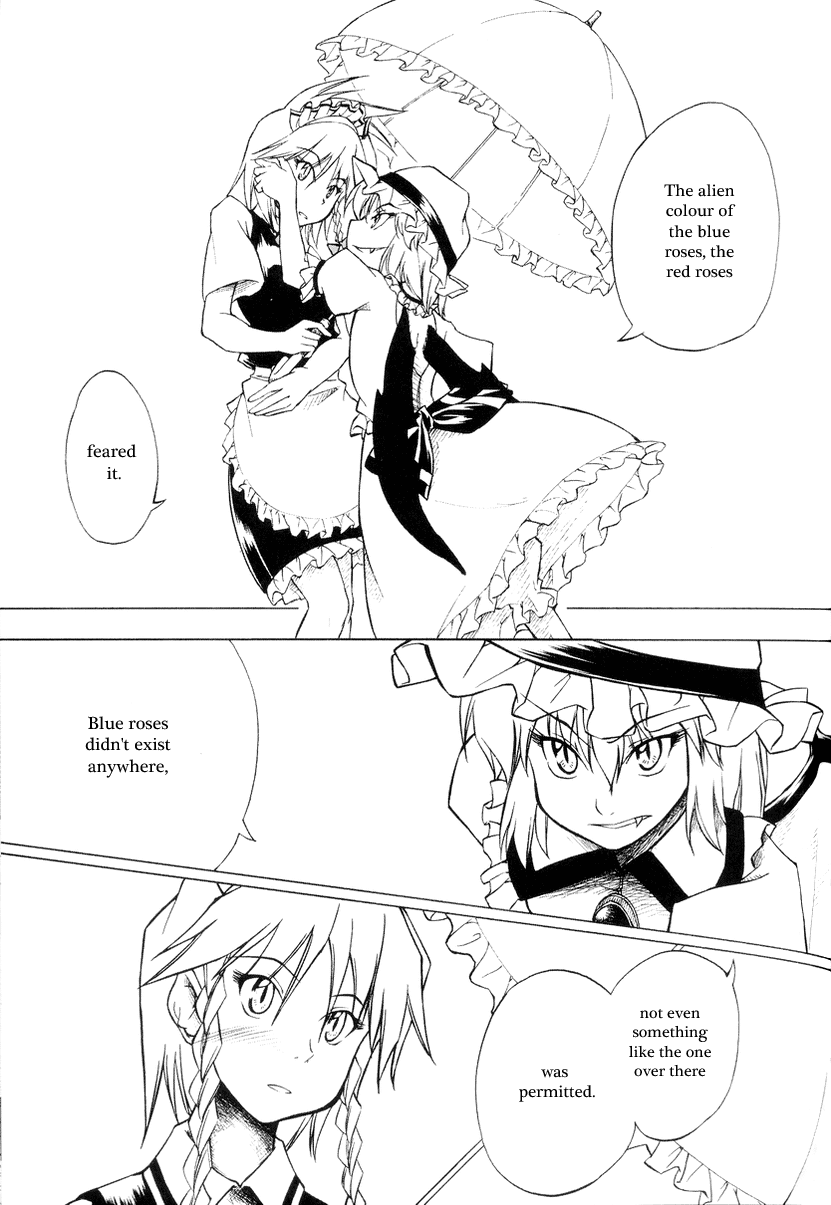 The alien
colour of
the blue
roses, the
red roses
feared
it.
Blue roses
didn't exist
anywhere,
not even
something
like the one
over there
was
permitted.